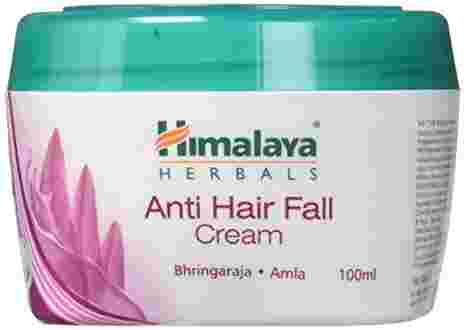 Himalaya
HERBALS
Anti Hair Fall
Cream
Bhringaraja • Amla 100ml